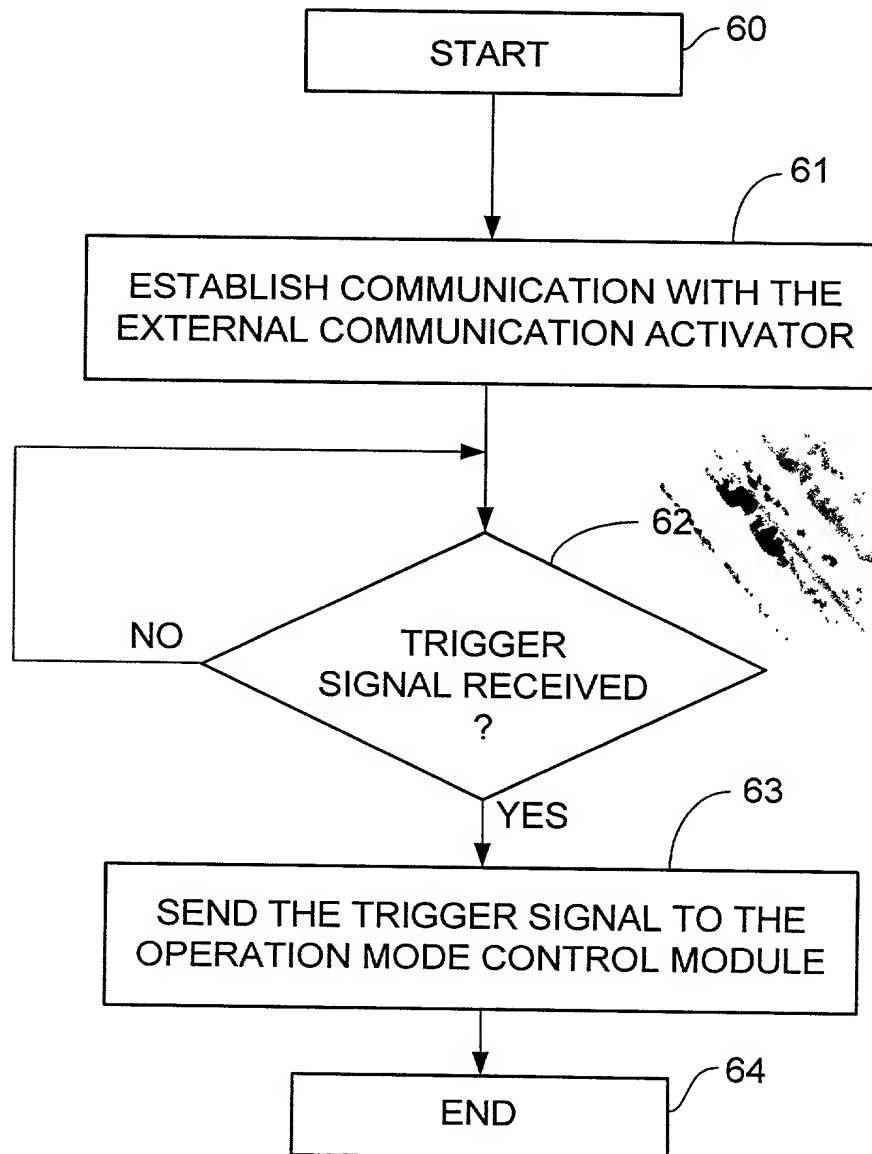 START
60
61
ESTABLISH COMMUNICATION WITH THE
EXTERNAL COMMUNICATION ACTIVATOR
62
NO
TRIGGER
SIGNAL RECEIVED
?
YES
63
SEND THE TRIGGER SIGNAL TO THE
OPERATION MODE CONTROL MODULE
64
END